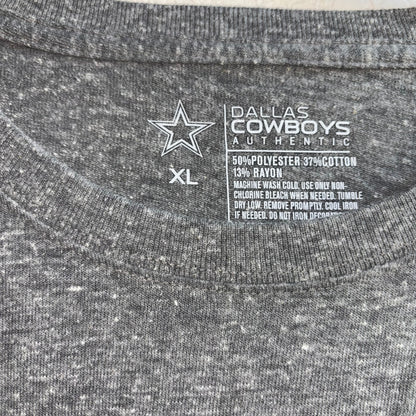 DALLAS
COWBOYS
AUTHENTIC
XL
50%POLYESTER 37%COTTON
13% RAYON
MACHINE WASH COLD. USE ONLY NON-
CHLORINE BLEACH WHEN NEEDED. TUMBLE
DRY LOW. REMOVE PROMPTLY. COOL IRON
IF NEEDED. DO NOT IRON